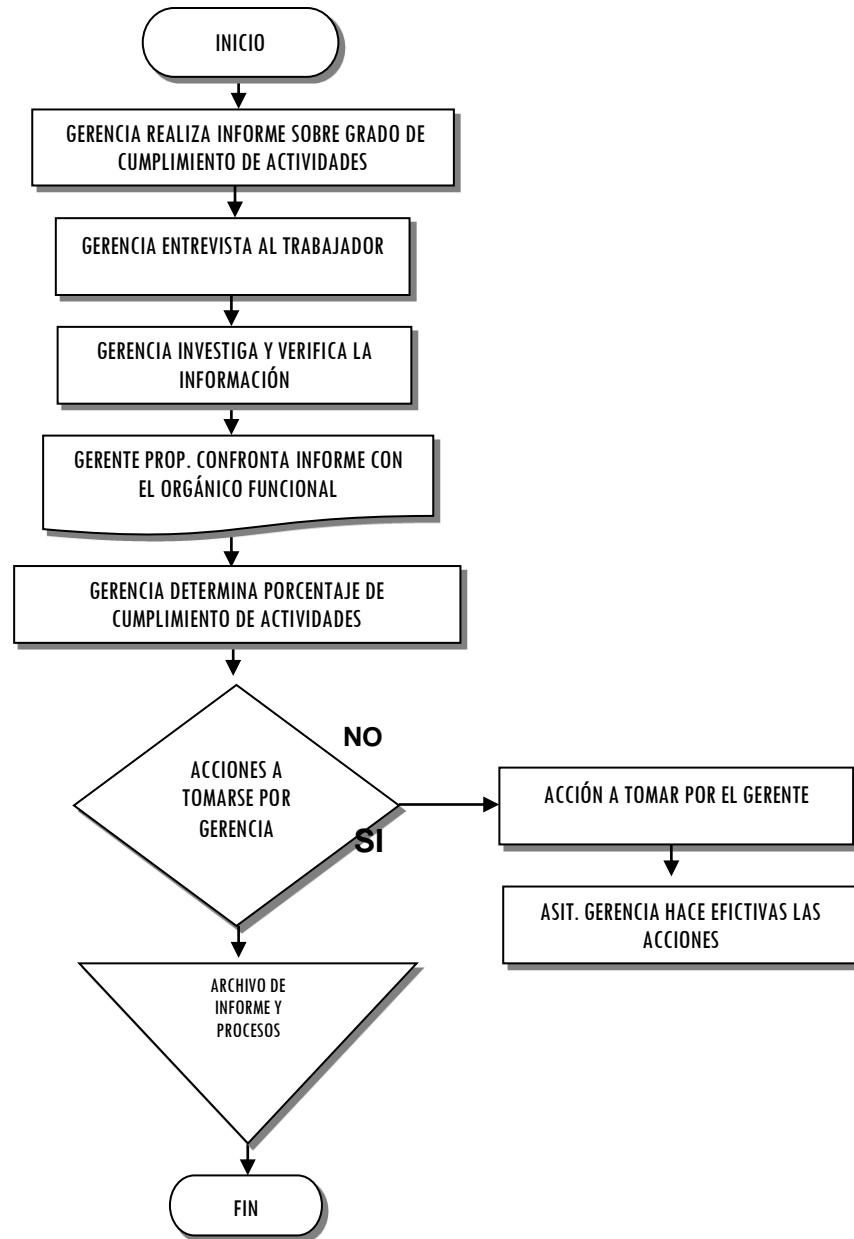 INICIO
GERENCIA REALIZA INFORME SOBRE GRADO DE
CUMPLIMIENTO DE ACTIVIDADES
GERENCIA ENTREVISTA AL TRABAJADOR
GERENCIA INVESTIGA Y VERIFICA LA
INFORMACIÓN
GERENTE PROP. CONFRONTA INFORME CON
EL ORGÁNICO FUNCIONAL
GERENCIA DETERMINA PORCENTAJE DE
CUMPLIMIENTO DE ACTIVIDADES
NO
ACCIONES A
TOMARSE POR
GERENCIA
SI
ACCIÓN A TOMAR POR EL GERENTE
ASIT. GERENCIA HACE EFICTIVAS LAS
ACCIONES
ARCHIVO DE
INFORME Y
PROCESOS
FIN